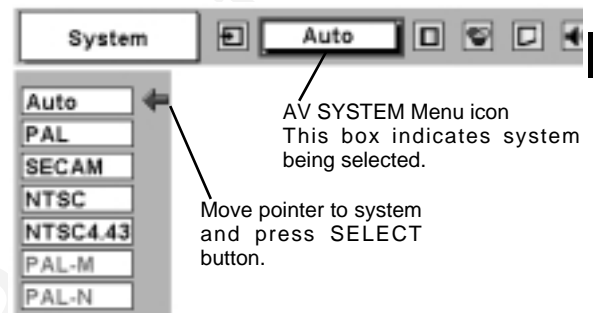 System
Auto
Auto
PAL
SECAM
NTSC
NTSC4.43
PAL-M
PAL-N
AV SYSTEM Menu icon
This box indicates system
being selected.
Move pointer to system
and press SELECT
button.